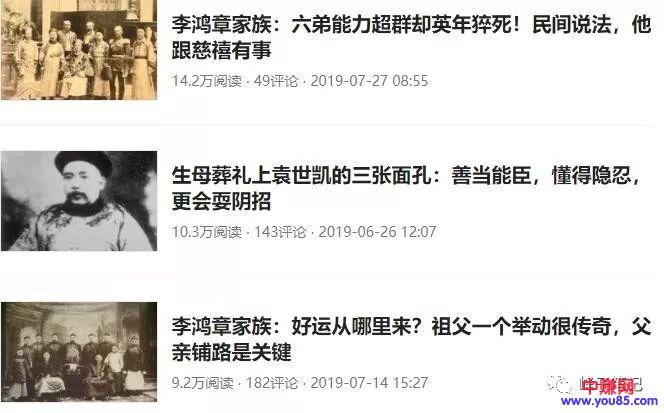 李鸿章家族：六弟能力超群却英年猝死！民间说法，他
跟慈禧有事
14.2万阅读 · 49评论 · 2019-07-27 08:55
生母葬礼上袁世凯的三张面孔：善当能臣，懂得隐忍，
更会耍阴招
10.3万阅读 · 143评论 · 2019-06-26 12:07
李鸿章家族：好运从哪里来？祖父一个举动很传奇，父
亲铺路是关键
9.2万阅读 · 182评论 · 2019-07-14 15:27
中赚网
www.you85.com